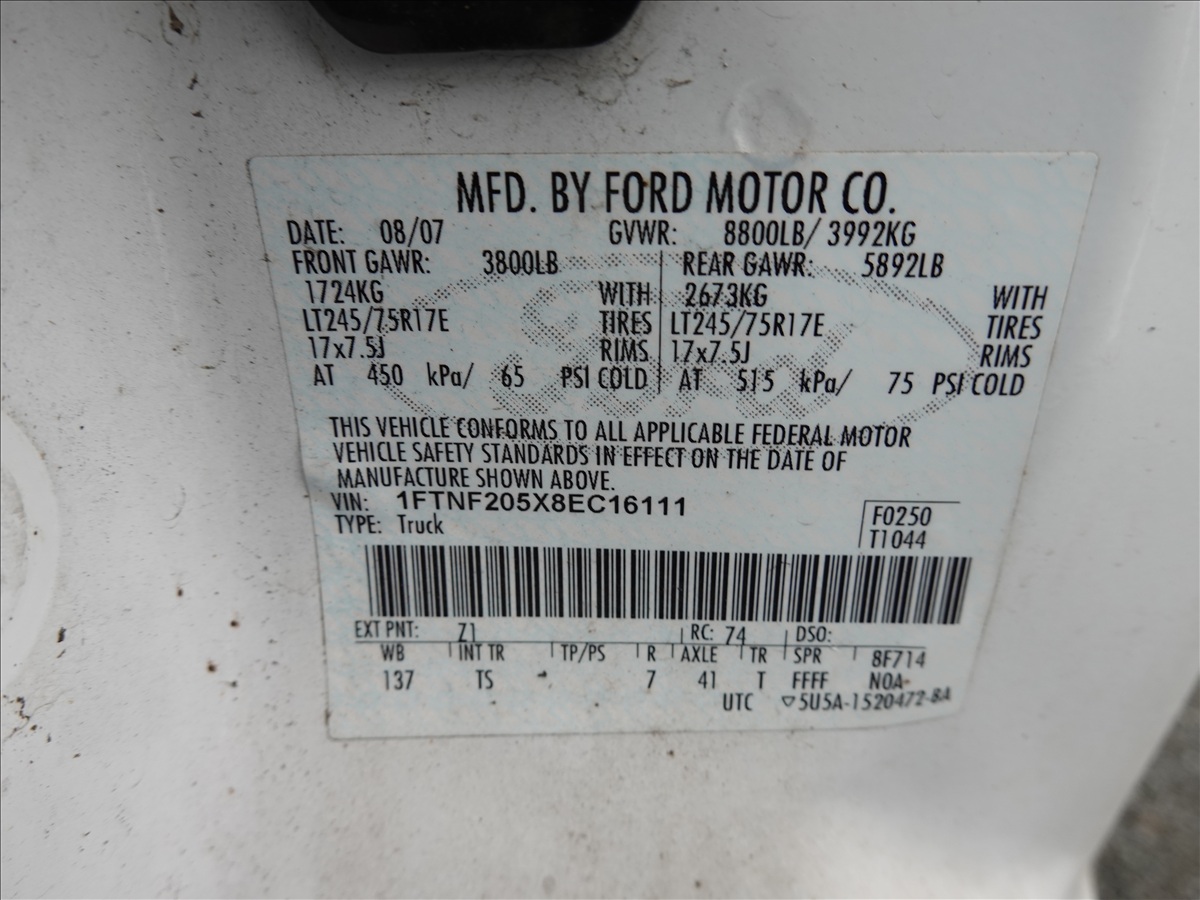 MFD. BY FORD MOTOR CO.
DATE: 08/07 GVWR: 8800LB/ 3992KG
FRONT GAWR: 3800LB REAR GAWR: 5892LB
1724KG WITH 2673KG WITH
LT245/75R17E TIRES LT245/75R17E TIRES
17x7.5J RIMS 17x7.5J RIMS
AT 450 kPa/ 65 PSI COLD AT 515 kPa/ 75 PSI COLD
Ford
THIS VEHICLE CONFORMS TO ALL APPLICABLE FEDERAL MOTOR
VEHICLE SAFETY STANDARDS IN EFFECT ON THE DATE OF
MANUFACTURE SHOWN ABOVE.
VIN: 1FTNF205X8EC16111
TYPE: Truck
F0250
T1044
EXT PNT: Z1 RC: 74 DSO:
WB INT TR TP/PS R AXLE TR SPR 8F714
137 TS - 7 41 T FFFF NOA-
UTC ▽5U5A-1520472-BA